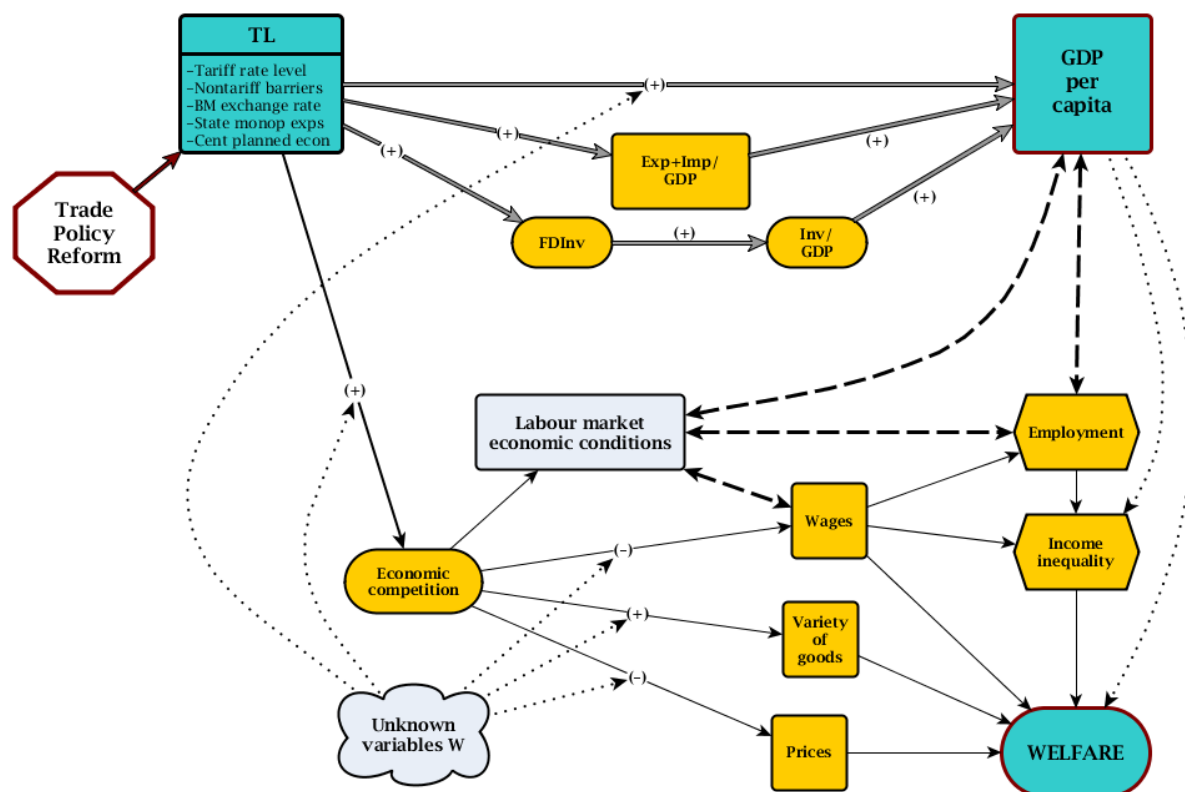 TL
–Tariff rate level
–Nontariff barriers
–BM exchange rate
–State monop exps
–Cent planned econ
GDP
per
capita
(+)
(+)
(+)
(+)
Exp+Imp/
GDP
Trade
Policy
Reform
(+)
FDInv
(+)
Inv/
GDP
(+)
Labour market
economic conditions
Employment
Wages
(–)
Income
inequality
Economic
competition
(+)
Variety
of
goods
(–)
Unknown
variables W
Prices
WELFARE